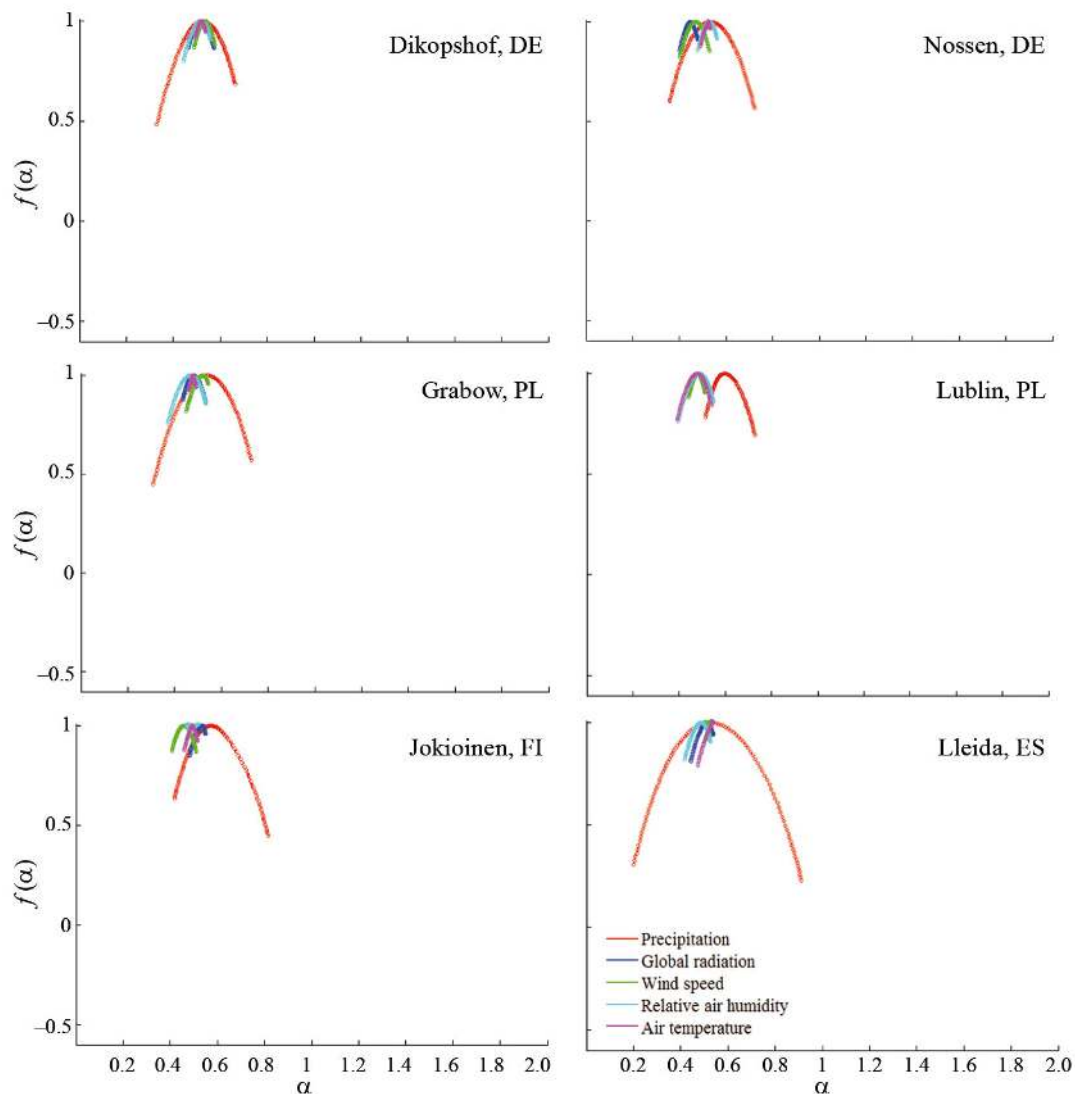 1
Dikopshof, DE
0.5
f(α)
0
–0.5
Nossen, DE
1
Grabow, PL
0.5
f(α)
0
–0.5
Lublin, PL
1
Jokioinen, FI
0.5
f(α)
0
–0.5
0.2 0.4 0.6 0.8 1 1.2 1.4 1.6 1.8 2.0
α
Lleida, ES
Precipitation
Global radiation
Wind speed
Relative air humidity
Air temperature
0.2 0.4 0.6 0.8 1 1.2 1.4 1.6 1.8 2.0
α